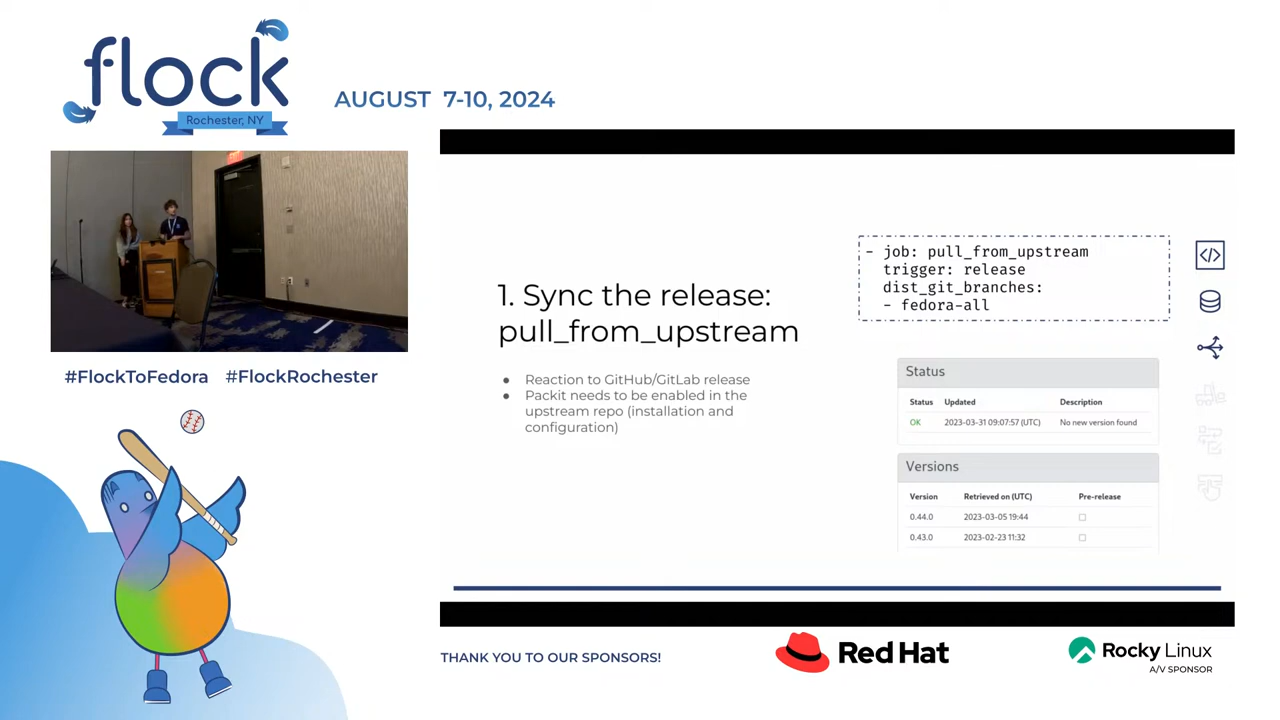 flock
Rochester, NY
AUGUST 7-10, 2024
#FlockToFedora #FlockRochester
1. Sync the release:
pull_from_upstream
● Reaction to GitHub/GitLab release
● Packit needs to be enabled in the
upstream repo (installation and
configuration)
- job: pull_from_upstream
trigger: release
dist_git_branches:
- fedora-all
</>
Status
Status Updated Description
OK 2023-03-31 09:07:57 (UTC) No new version found
Versions
Version Retrieved on (UTC) Pre-release
0.44.0 2023-03-05 19:44
0.43.0 2023-02-23 11:32
THANK YOU TO OUR SPONSORS!
Red Hat
Rocky Linux
A/V SPONSOR